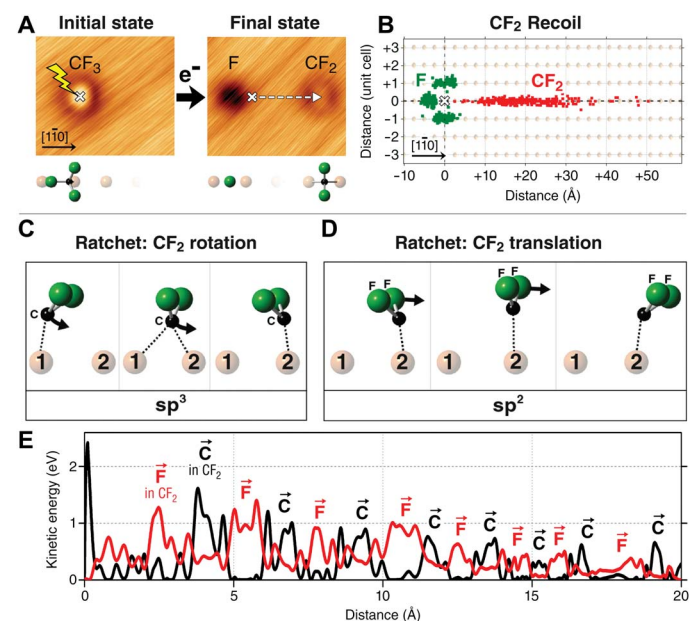 A
Initial state
Final state
CF₃
e⁻
F
CF₂
[11̄0]
B
CF₂ Recoil
Distance (unit cell)
+3
+2
+1
0
−1
−2
−3
F
CF₂
[11̄0]
−10
0
+10
+20
+30
+40
+50
Distance (Å)
C
Ratchet: CF₂ rotation
C
1
2
C
1
2
C
1
2
sp³
D
Ratchet: CF₂ translation
F F
1
2
F F
1
2
F F
1
2
sp²
E
Kinetic energy (eV)
2
1
0
F⃗
in CF₂
C⃗
in CF₂
F⃗
C⃗
F⃗
C⃗
F⃗
C⃗
F⃗
C⃗
F⃗
C⃗
F⃗
C⃗
F⃗
C⃗
0
5
10
15
20
Distance (Å)